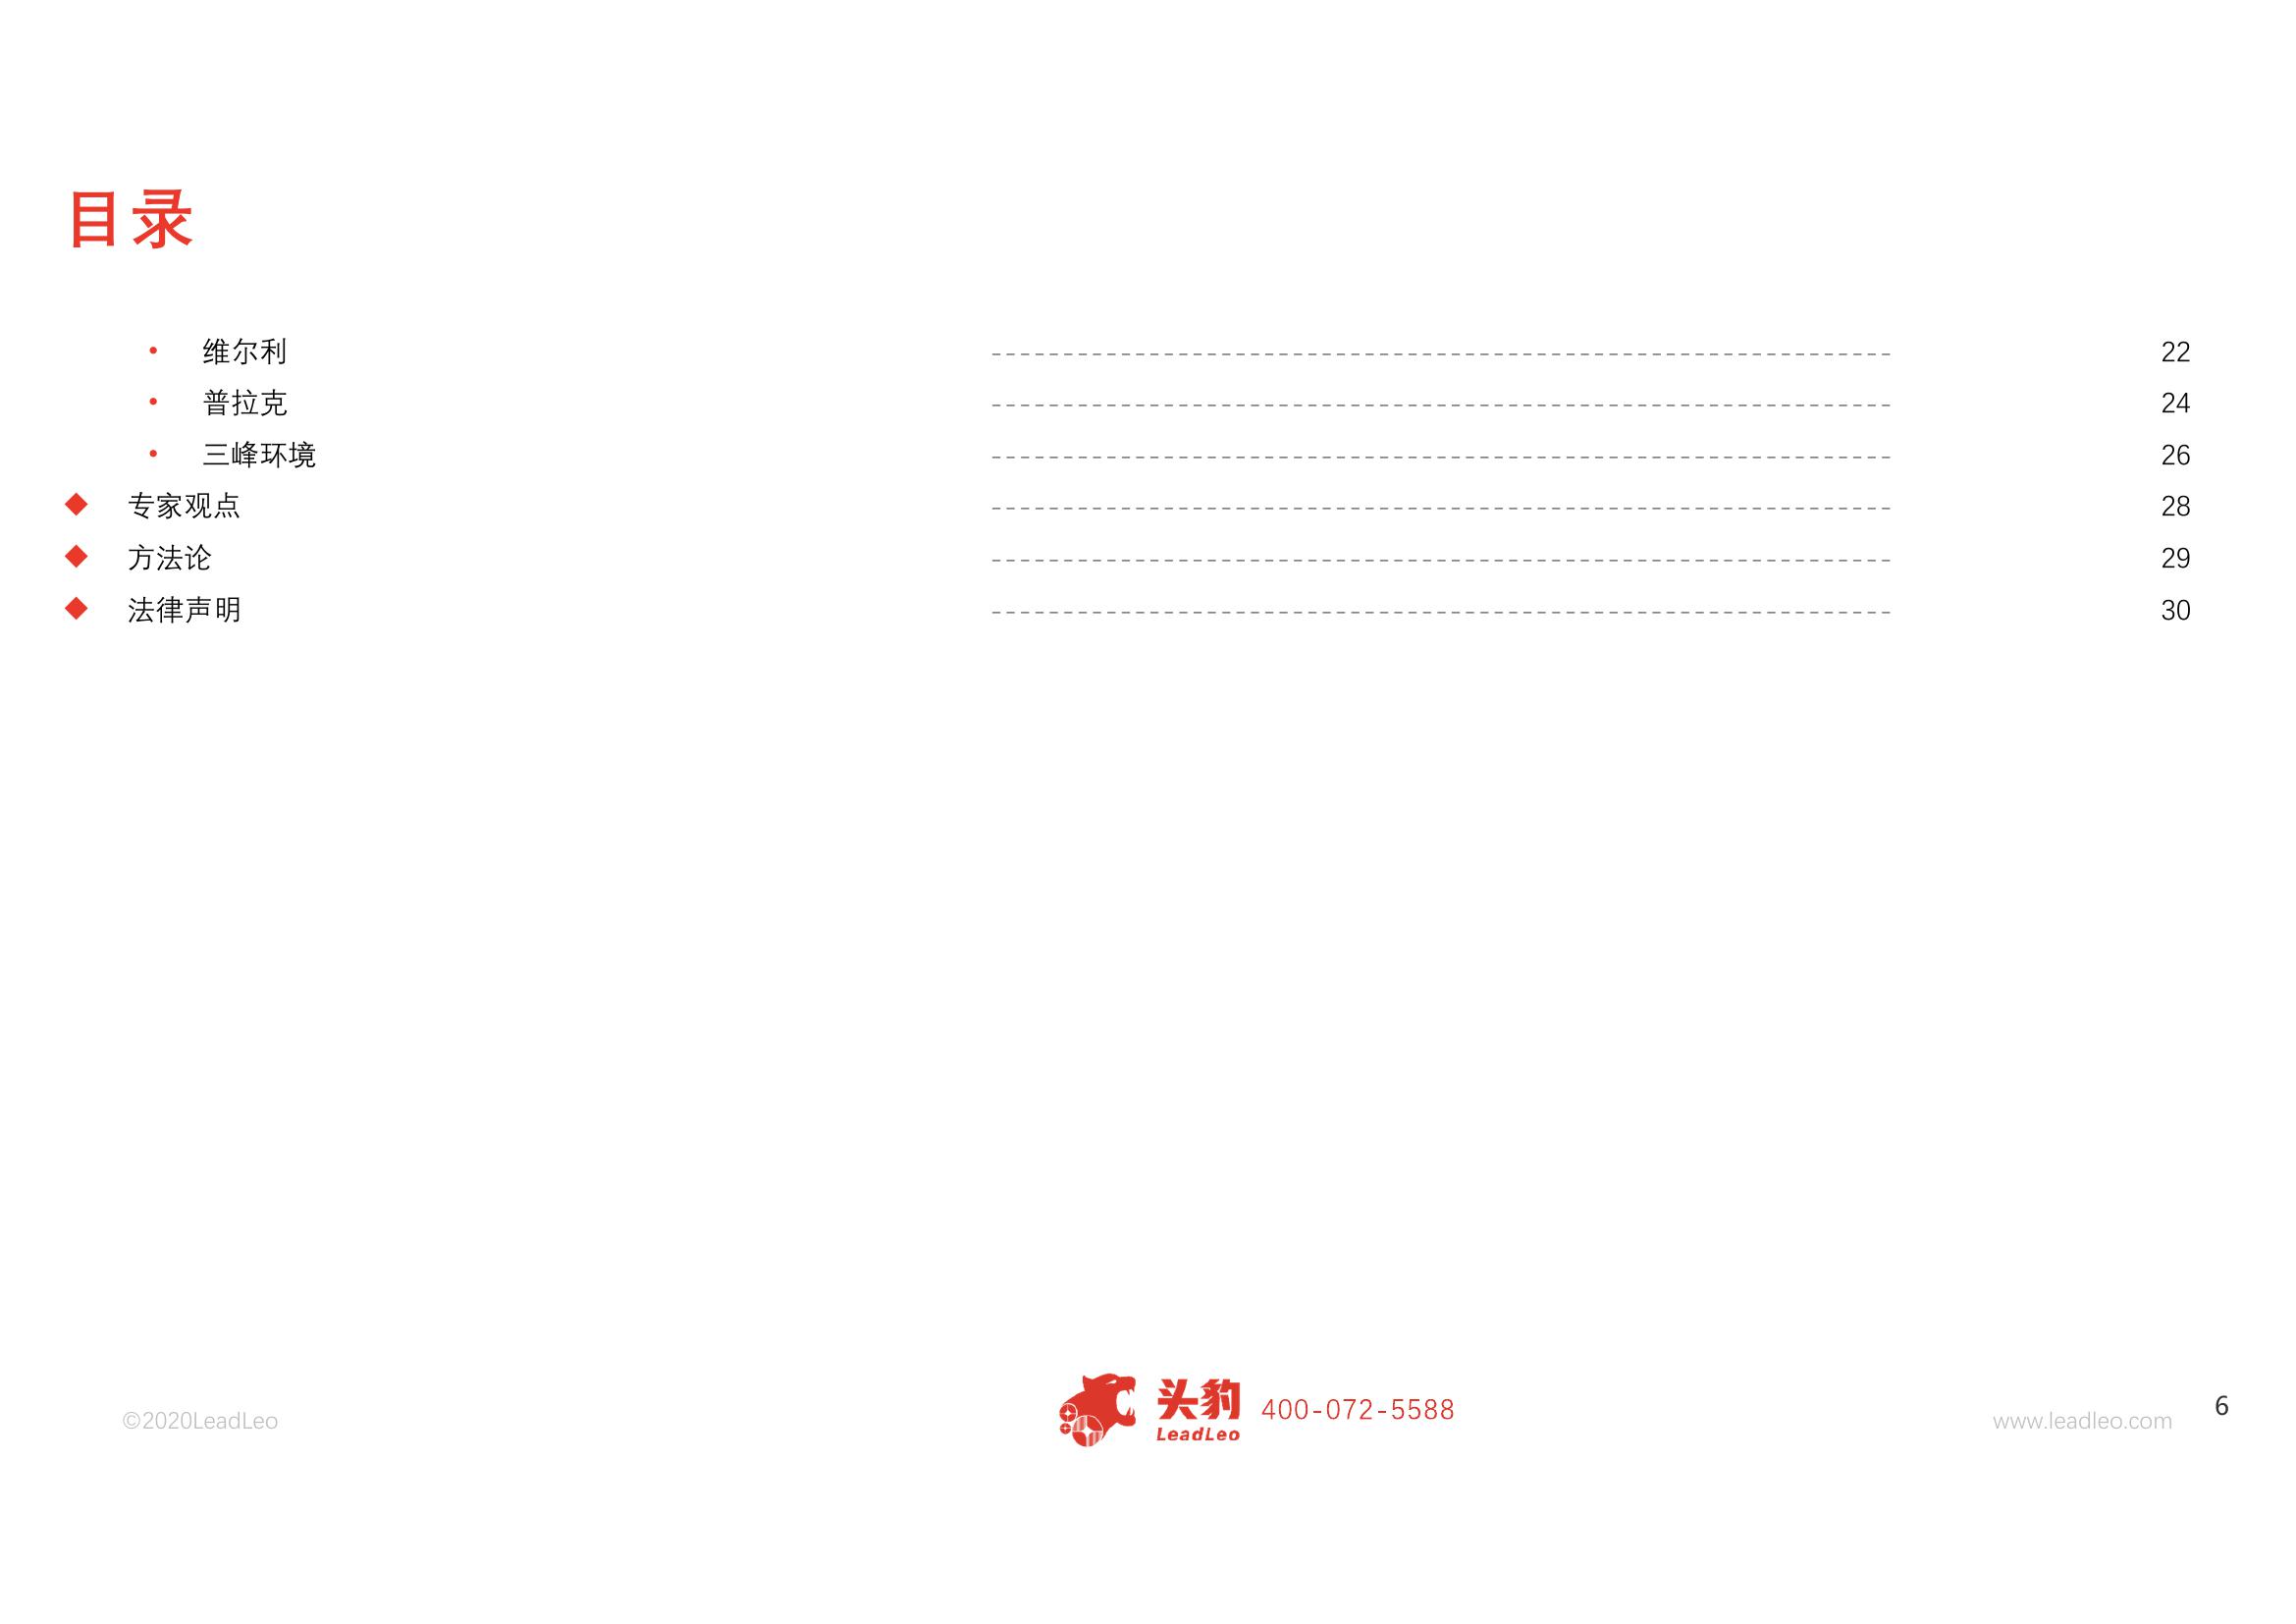 目录
• 维尔利 ------------------------------------------------------------- 22
• 普拉克 ------------------------------------------------------------- 24
• 三峰环境 ------------------------------------------------------------- 26
◆ 专家观点 ------------------------------------------------------------- 28
◆ 方法论 ------------------------------------------------------------- 29
◆ 法律声明 ------------------------------------------------------------- 30
©2020LeadLeo
头豹
LeadLeo
400-072-5588
www.leadleo.com
6